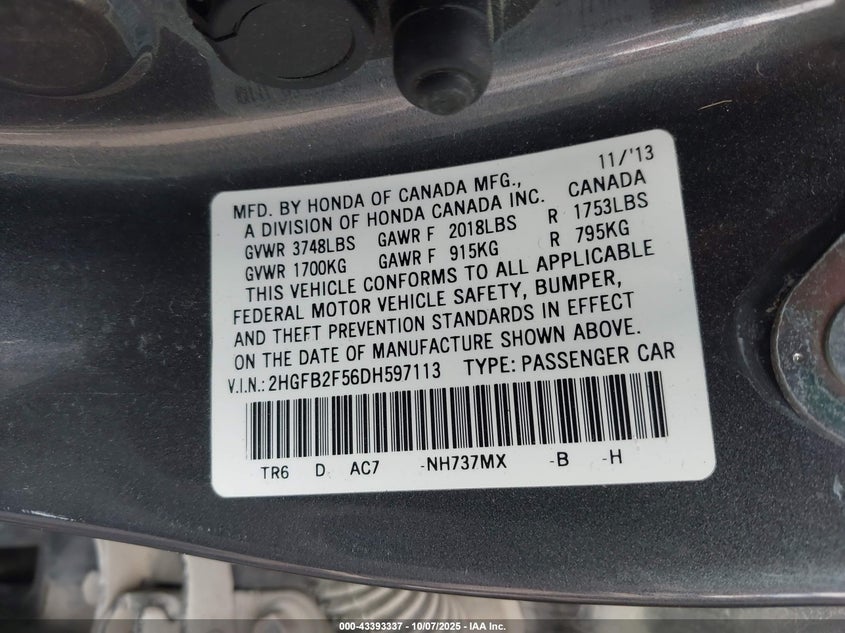 11/'13
MFD. BY HONDA OF CANADA MFG.,
A DIVISION OF HONDA CANADA INC. CANADA
GVWR 3748LBS GAWR F 2018LBS R 1753LBS
GVWR 1700KG GAWR F 915KG R 795KG
THIS VEHICLE CONFORMS TO ALL APPLICABLE
FEDERAL MOTOR VEHICLE SAFETY, BUMPER,
AND THEFT PREVENTION STANDARDS IN EFFECT
ON THE DATE OF MANUFACTURE SHOWN ABOVE.
V.I.N.: 2HGFB2F56DH597113 TYPE: PASSENGER CAR
TR6 D AC7 -NH737MX -B -H
000-43393337 - 10/07/2025 - IAA Inc.